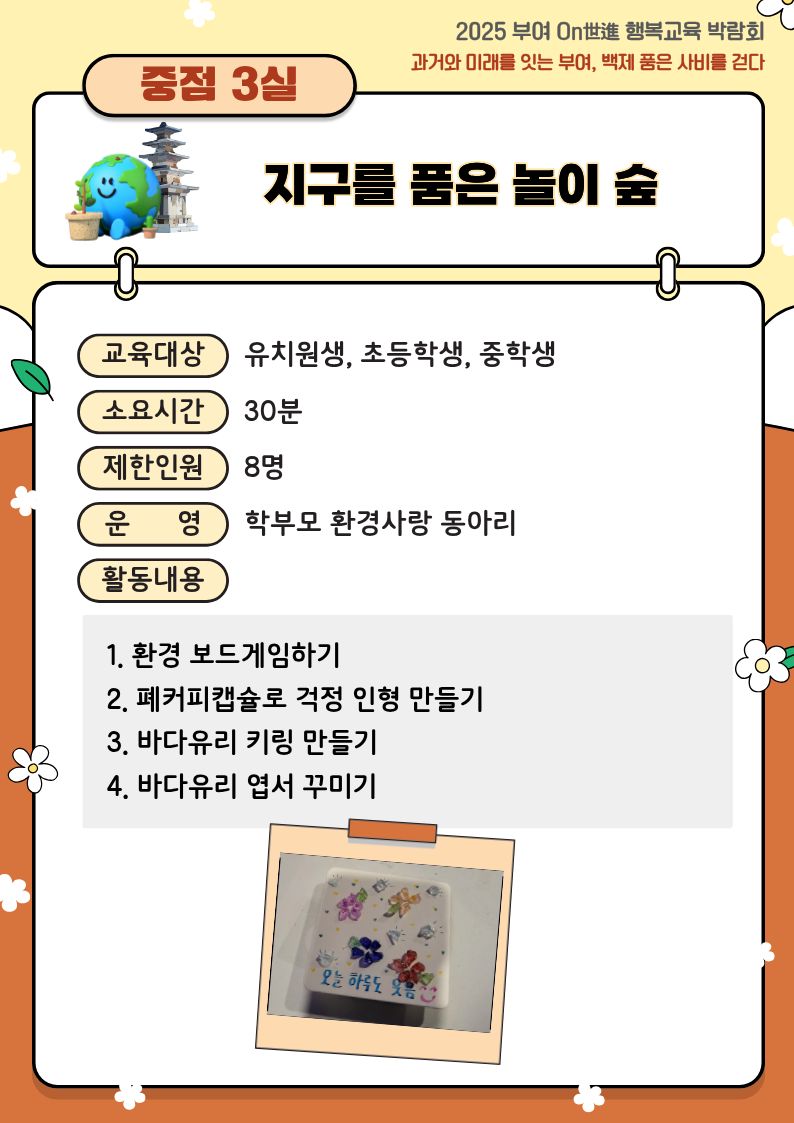 2025 부여 On世進 행복교육 박람회
과거와 미래를 잇는 부여, 백제 품은 사비를 걷다
중점 3실
지구를 품은 놀이 숲
교육대상 유치원생, 초등학생, 중학생
소요시간 30분
제한인원 8명
운 영 학부모 환경사랑 동아리
활동내용
1. 환경 보드게임하기
2. 폐커피캡슐로 걱정 인형 만들기
3. 바다유리 키링 만들기
4. 바다유리 엽서 꾸미기
오늘 하루도 웃음